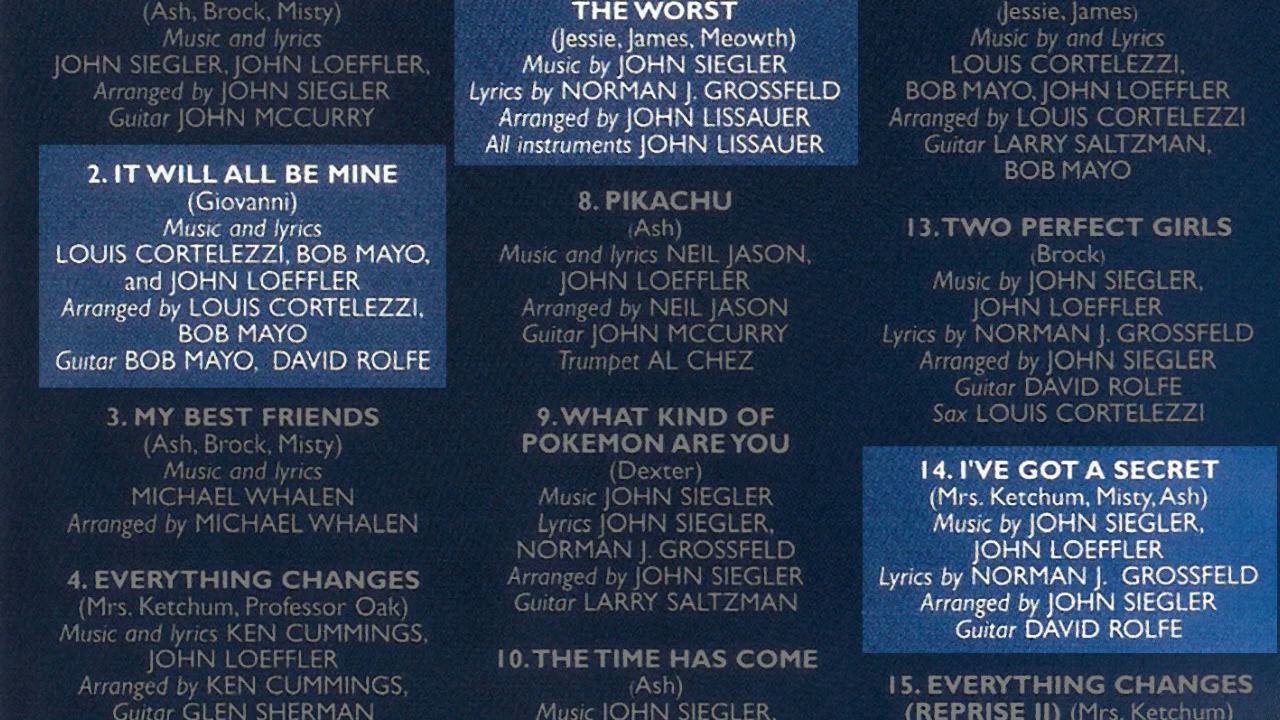 (Ash, Brock, Misty)
Music and lyrics
JOHN SIEGLER, JOHN LOEFFLER,
Arranged by JOHN SIEGLER
Guitar JOHN MCCURRY
2. IT WILL ALL BE MINE
(Giovanni)
Music and lyrics
LOUIS CORTELEZZI, BOB MAYO,
and JOHN LOEFFLER
Arranged by LOUIS CORTELEZZI,
BOB MAYO
Guitar BOB MAYO, DAVID ROLFE
3. MY BEST FRIENDS
(Ash, Brock, Misty)
Music and lyrics
MICHAEL WHALEN
Arranged by MICHAEL WHALEN
4. EVERYTHING CHANGES
(Mrs. Ketchum, Professor Oak)
Music and lyrics KEN CUMMINGS,
JOHN LOEFFLER
Arranged by KEN CUMMINGS,
Guitar GLEN SHERMAN
THE WORST
(Jessie, James, Meowth)
Music by JOHN SIEGLER
Lyrics by NORMAN J. GROSSFELD
Arranged by JOHN LISSAUER
All instruments JOHN LISSAUER
8. PIKACHU
(Ash)
Music and lyrics NEIL JASON,
JOHN LOEFFLER
Arranged by NEIL JASON
Guitar JOHN MCCURRY
Trumpet AL CHEZ
9. WHAT KIND OF
POKEMON ARE YOU
(Dexter)
Music JOHN SIEGLER
Lyrics JOHN SIEGLER,
NORMAN J. GROSSFELD
Arranged by JOHN SIEGLER
Guitar LARRY SALTZMAN
10. THE TIME HAS COME
(Ash)
Music JOHN SIEGLER,
(Jessie, James)
Music by and Lyrics
LOUIS CORTELEZZI,
BOB MAYO, JOHN LOEFFLER
Arranged by LOUIS CORTELEZZI
Guitar LARRY SALTZMAN,
BOB MAYO
13. TWO PERFECT GIRLS
(Brock)
Music by JOHN SIEGLER,
JOHN LOEFFLER
Lyrics by NORMAN J. GROSSFELD
Arranged by JOHN SIEGLER
Guitar DAVID ROLFE
Sax LOUIS CORTELEZZI
14. I'VE GOT A SECRET
(Mrs. Ketchum, Misty, Ash)
Music by JOHN SIEGLER,
JOHN LOEFFLER
Lyrics by NORMAN J. GROSSFELD
Arranged by JOHN SIEGLER
Guitar DAVID ROLFE
15. EVERYTHING CHANGES
(REPRISE II) (Mrs. Ketchum)